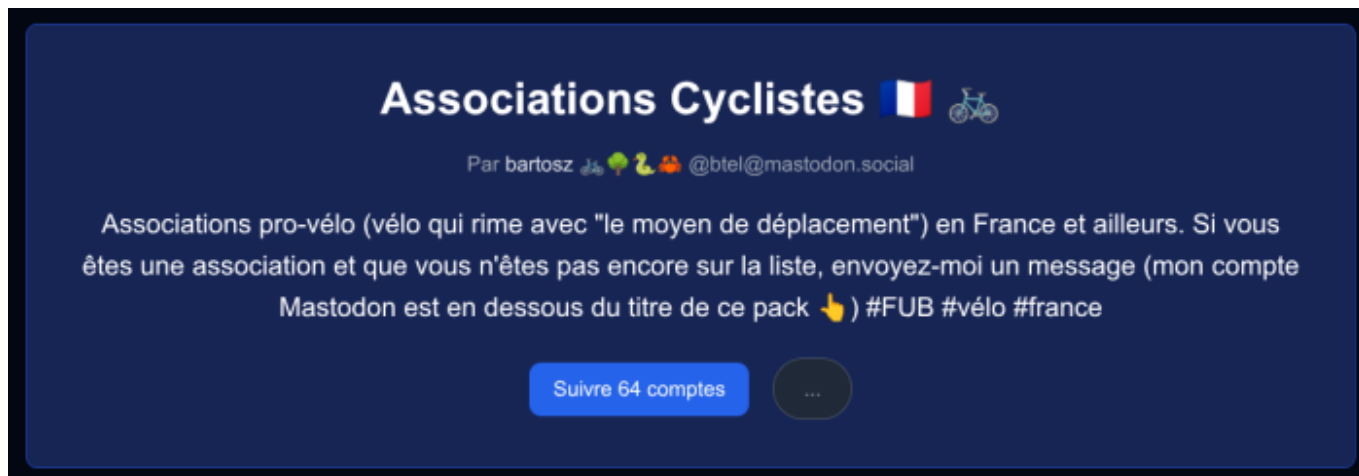 Associations Cyclistes 🇫🇷 🚲
Par bartosz 🚲🌳🐍🦀 @btel@mastodon.social
Associations pro-vélo (vélo qui rime avec "le moyen de déplacement") en France et ailleurs. Si vous
êtes une association et que vous n'êtes pas encore sur la liste, envoyez-moi un message (mon compte
Mastodon est en dessous du titre de ce pack 👆) #FUB #vélo #france
Suivre 64 comptes
...